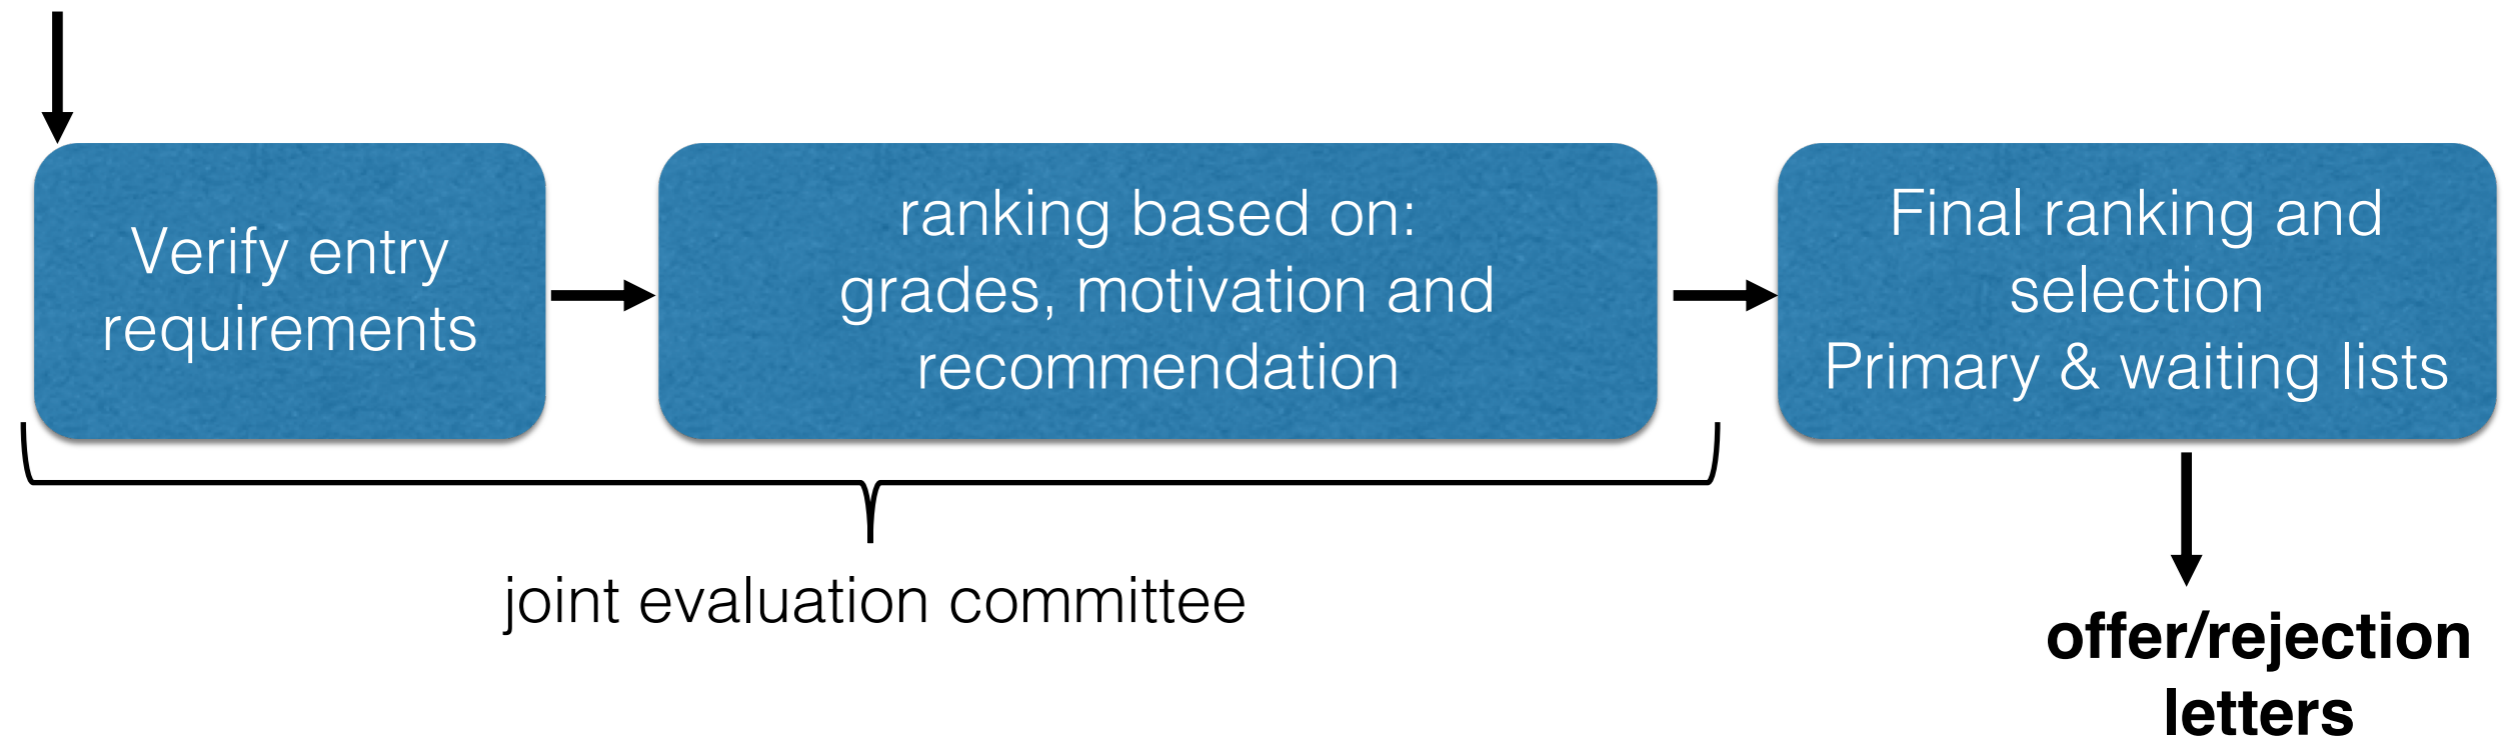 Verify entry
requirements
ranking based on:
grades, motivation and
recommendation
Final ranking and
selection
Primary & waiting lists
joint evaluation committee
offer/rejection
letters